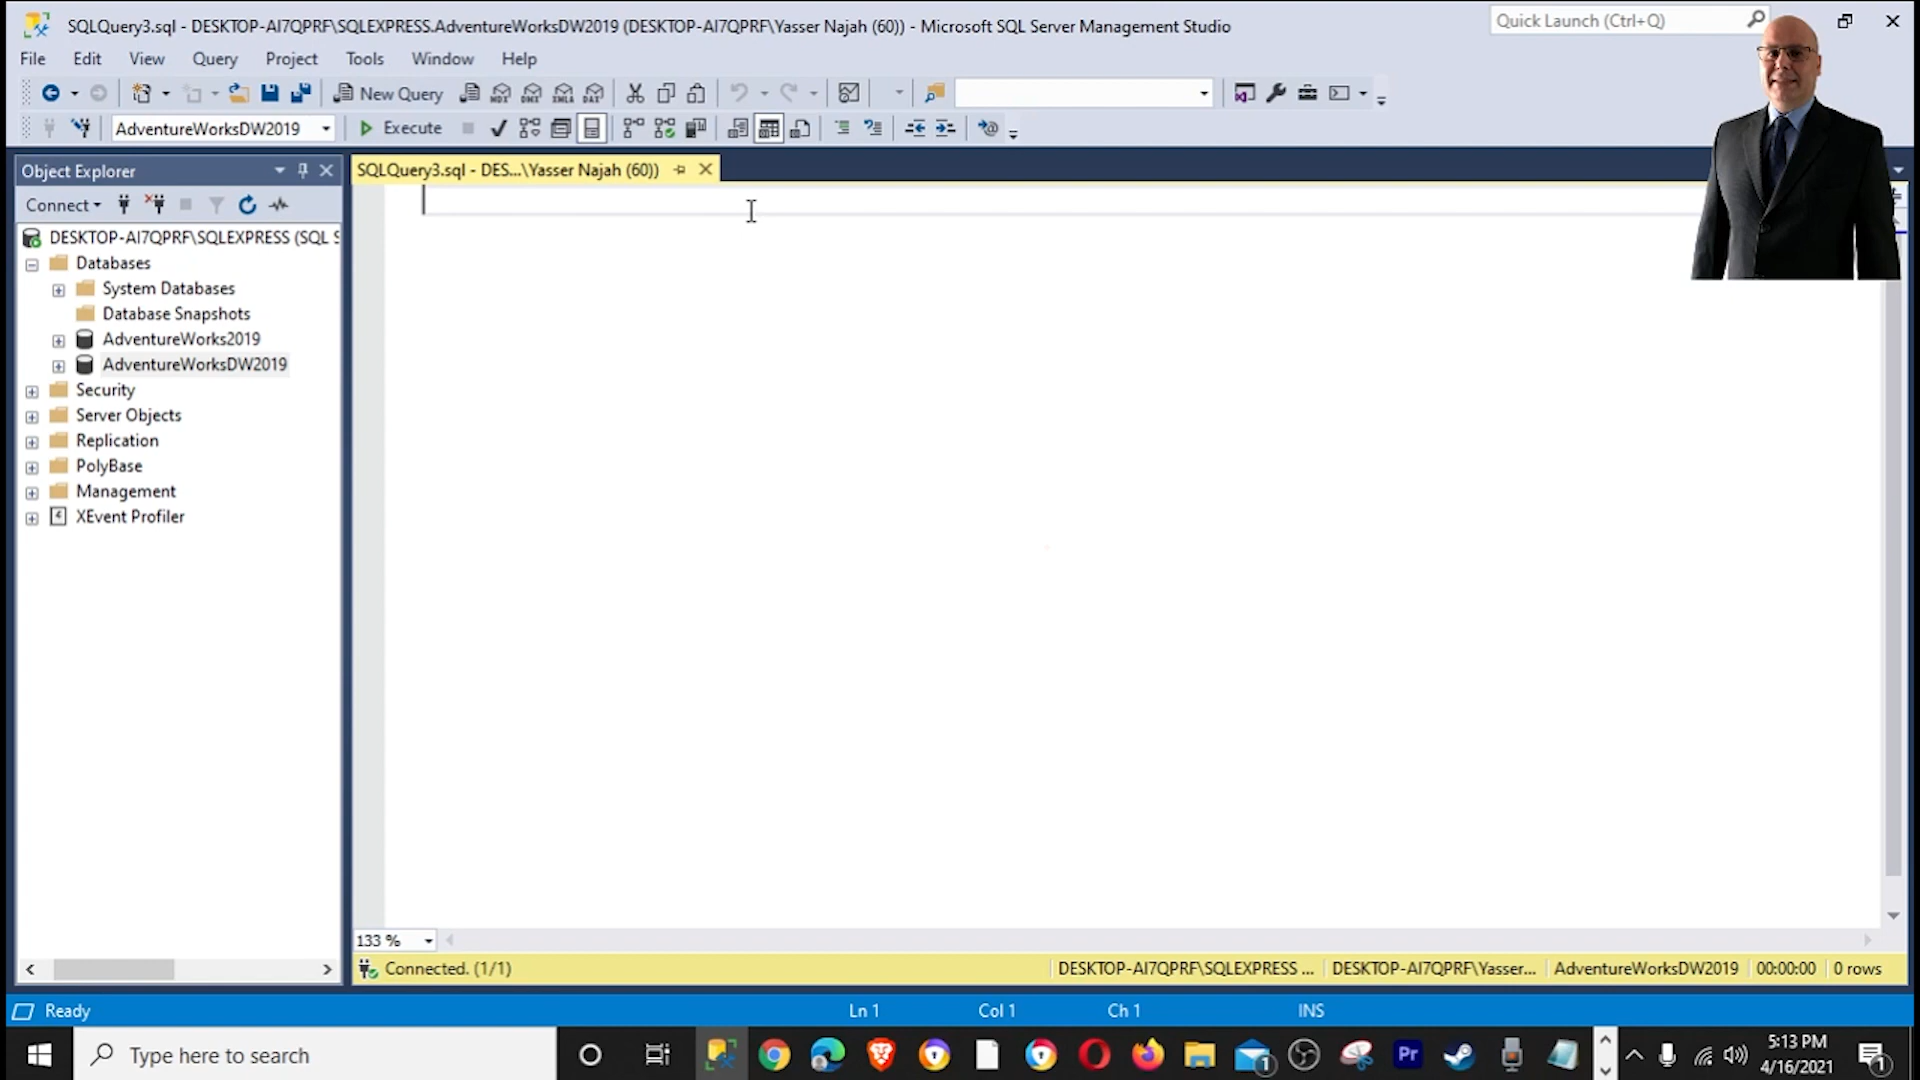 SQLQuery3.sql - DESKTOP-AI7QPRF\SQLEXPRESS.AdventureWorksDW2019 (DESKTOP-AI7QPRF\Yasser Najah (60)) - Microsoft SQL Server Management Studio
Quick Launch (Ctrl+Q)
File Edit View Query Project Tools Window Help
New Query
AdventureWorksDW2019 Execute
Object Explorer
SQLQuery3.sql - DES...\Yasser Najah (60))
Connect
DESKTOP-AI7QPRF\SQLEXPRESS (SQL S
Databases
System Databases
Database Snapshots
AdventureWorks2019
AdventureWorksDW2019
Security
Server Objects
Replication
PolyBase
Management
XEvent Profiler
133 %
Connected. (1/1)
DESKTOP-AI7QPRF\SQLEXPRESS ... DESKTOP-AI7QPRF\Yasser... AdventureWorksDW2019 00:00:00 0 rows
Ready Ln 1 Col 1 Ch 1 INS
Type here to search
5:13 PM
4/16/2021